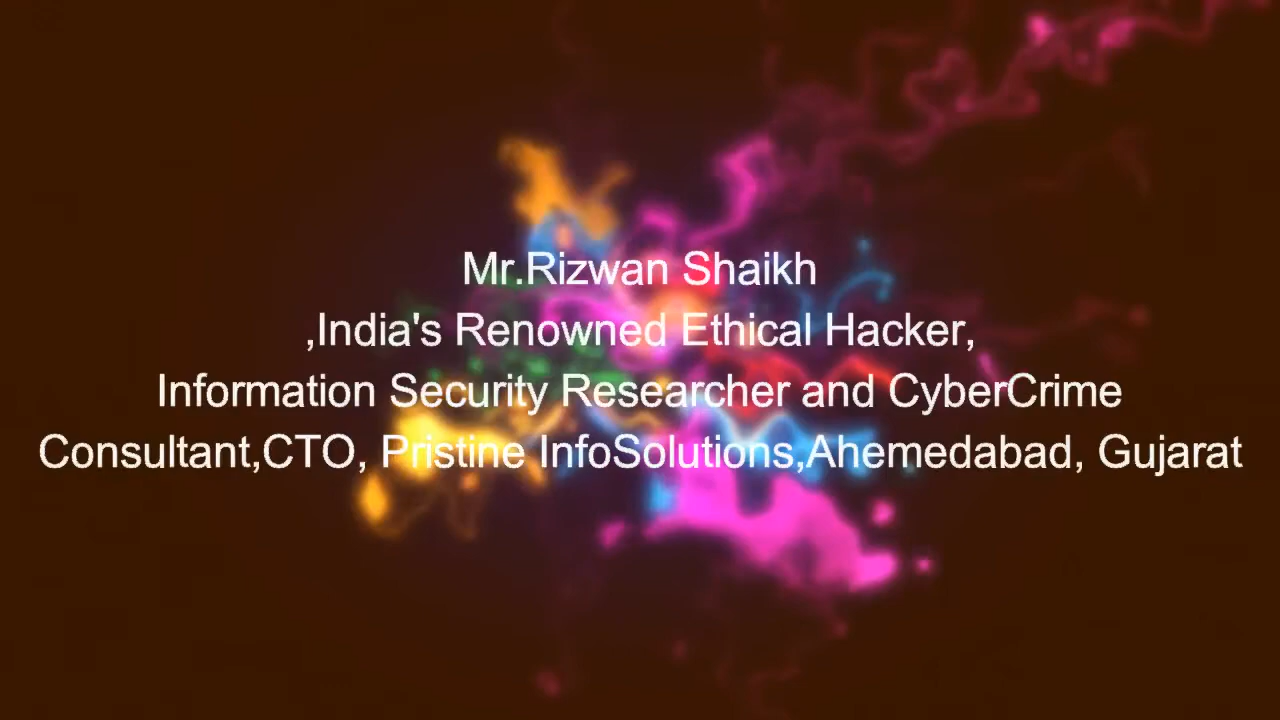 Mr.Rizwan Shaikh
,India's Renowned Ethical Hacker,
Information Security Researcher and CyberCrime
Consultant,CTO, Pristine InfoSolutions,Ahemedabad, Gujarat